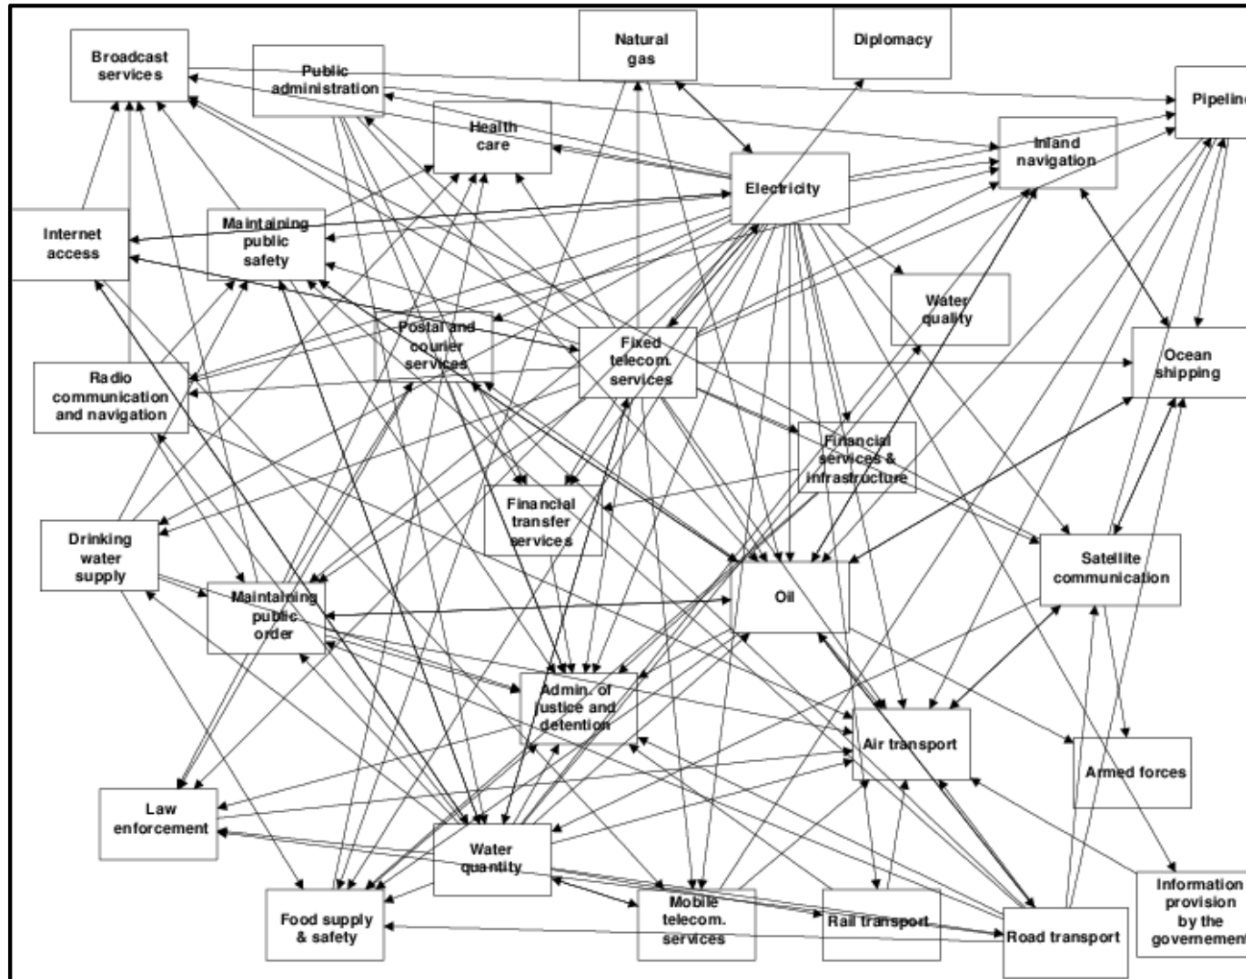 Broadcast
services
Public
administration
Natural
gas
Diplomacy
Health
care
Pipeline
Inland
navigation
Electricity
Internet
access
Maintaining
public
safety
Water
quality
Postal and
courier
services
Fixed
telecom.
services
Ocean
shipping
Radio
communication
and navigation
Financial
services &
infrastructure
Financial
transfer
services
Drinking
water
supply
Satellite
communication
Maintaining
public
order
Oil
Admin. of
justice and
detention
Air transport
Armed forces
Law
enforcement
Water
quantity
Food supply
& safety
Mobile
telecom.
services
Rail transport
Road transport
Information
provision
by the
governement